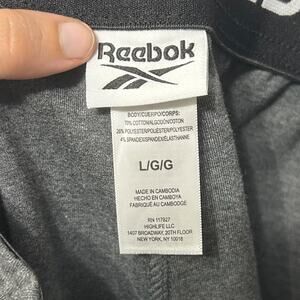 Reebok
BODY/CUERPO/CORPS:
70% COTTON/ALGODÓN/COTON
26% POLYESTER/POLIÉSTER/POLYESTER
4% SPANDEX/SPANDEX/ÉLASTHANNE
L/G/G
MADE IN CAMBODIA
HECHO EN CAMBOYA
FABRIQUÉ AU CAMBODGE
RN 117927
HIGHLIFE LLC
1407 BROADWAY, 20TH FLOOR
NEW YORK, NY 10018